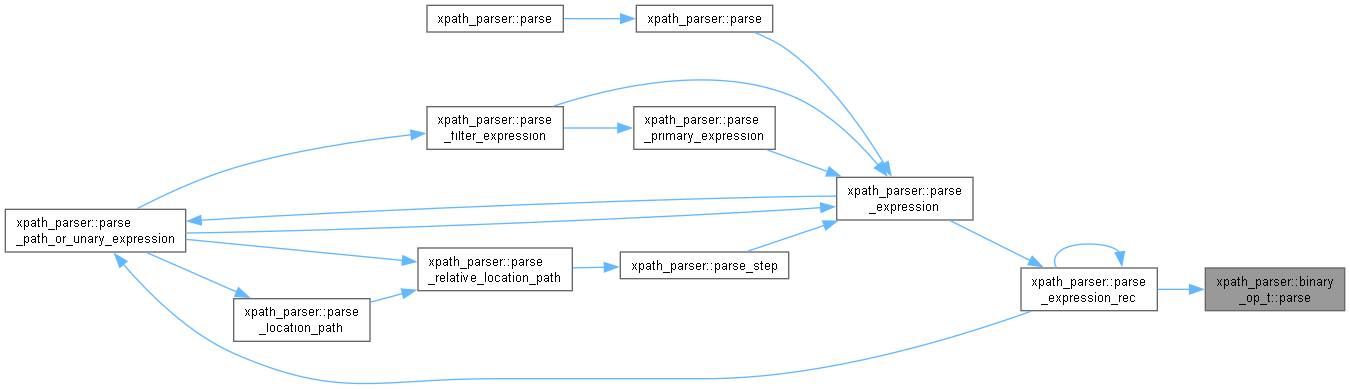 xpath_parser::parse
xpath_parser::parse
xpath_parser::parse
_filter_expression
xpath_parser::parse
_primary_expression
xpath_parser::parse
_expression
xpath_parser::parse
_path_or_unary_expression
xpath_parser::parse
_relative_location_path
xpath_parser::parse_step
xpath_parser::parse
_expression_rec
xpath_parser::binary
_op_t::parse
xpath_parser::parse
_location_path